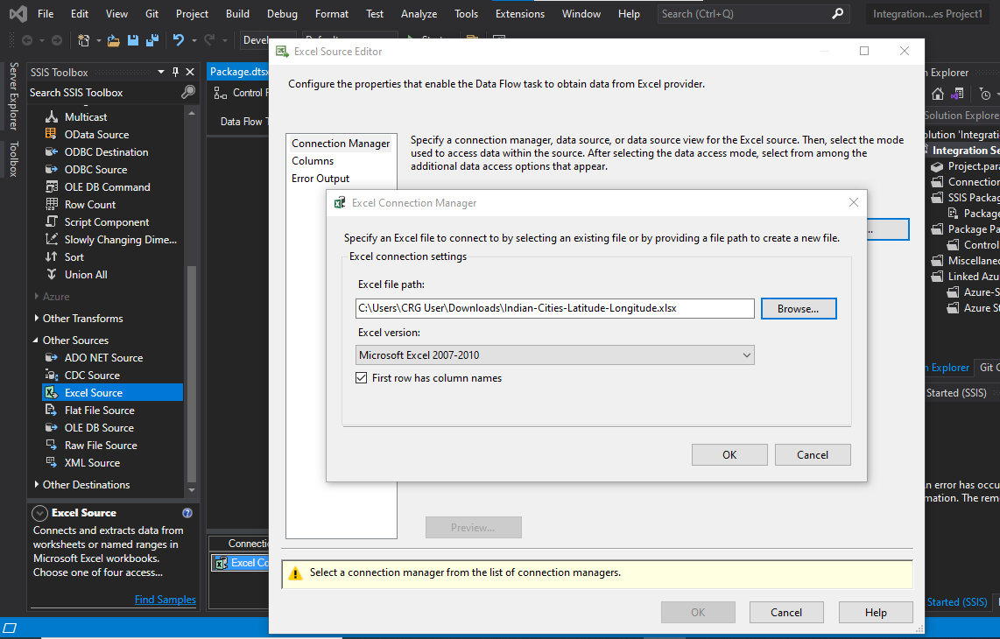 File Edit View Git Project Build Debug Format Test Analyze Tools Extensions Window Help Search (Ctrl+Q) Integration...es Project1
Server Explorer
Toolbox
SSIS Toolbox
Search SSIS Toolbox
Multicast
OData Source
ODBC Destination
ODBC Source
OLE DB Command
Row Count
Script Component
Slowly Changing Dime...
Sort
Union All
Azure
Other Transforms
Other Sources
ADO NET Source
CDC Source
Excel Source
Flat File Source
OLE DB Source
Raw File Source
XML Source
Other Destinations
Excel Source
Connects and extracts data from
worksheets or named ranges in
Microsoft Excel workbooks.
Choose one of four access...
Find Samples
Package.dtsx
Control F
Data Flow T
Connectio
Excel Co
Excel Source Editor
Configure the properties that enable the Data Flow task to obtain data from Excel provider.
Connection Manager
Columns
Error Output
Specify a connection manager, data source, or data source view for the Excel source. Then, select the mode
used to access data within the source. After selecting the data access mode, select from among the
additional data access options that appear.
Excel Connection Manager
Specify an Excel file to connect to by selecting an existing file or by providing a file path to create a new file.
Excel connection settings
Excel file path:
C:\Users\CRG User\Downloads\Indian-Cities-Latitude-Longitude.xlsx Browse...
Excel version:
Microsoft Excel 2007-2010
First row has column names
OK Cancel
Preview...
Select a connection manager from the list of connection managers.
OK Cancel Help
n Explorer
Solution Explore
olution 'Integrati
Integration Se
Project.para
Connection
SSIS Packag
Package
Package Pa
Control
Miscellane
Linked Azu
Azure-S
Azure St
n Explorer Git C
Started (SSIS)
n error has occu
mation. The rem
Started (SSIS)